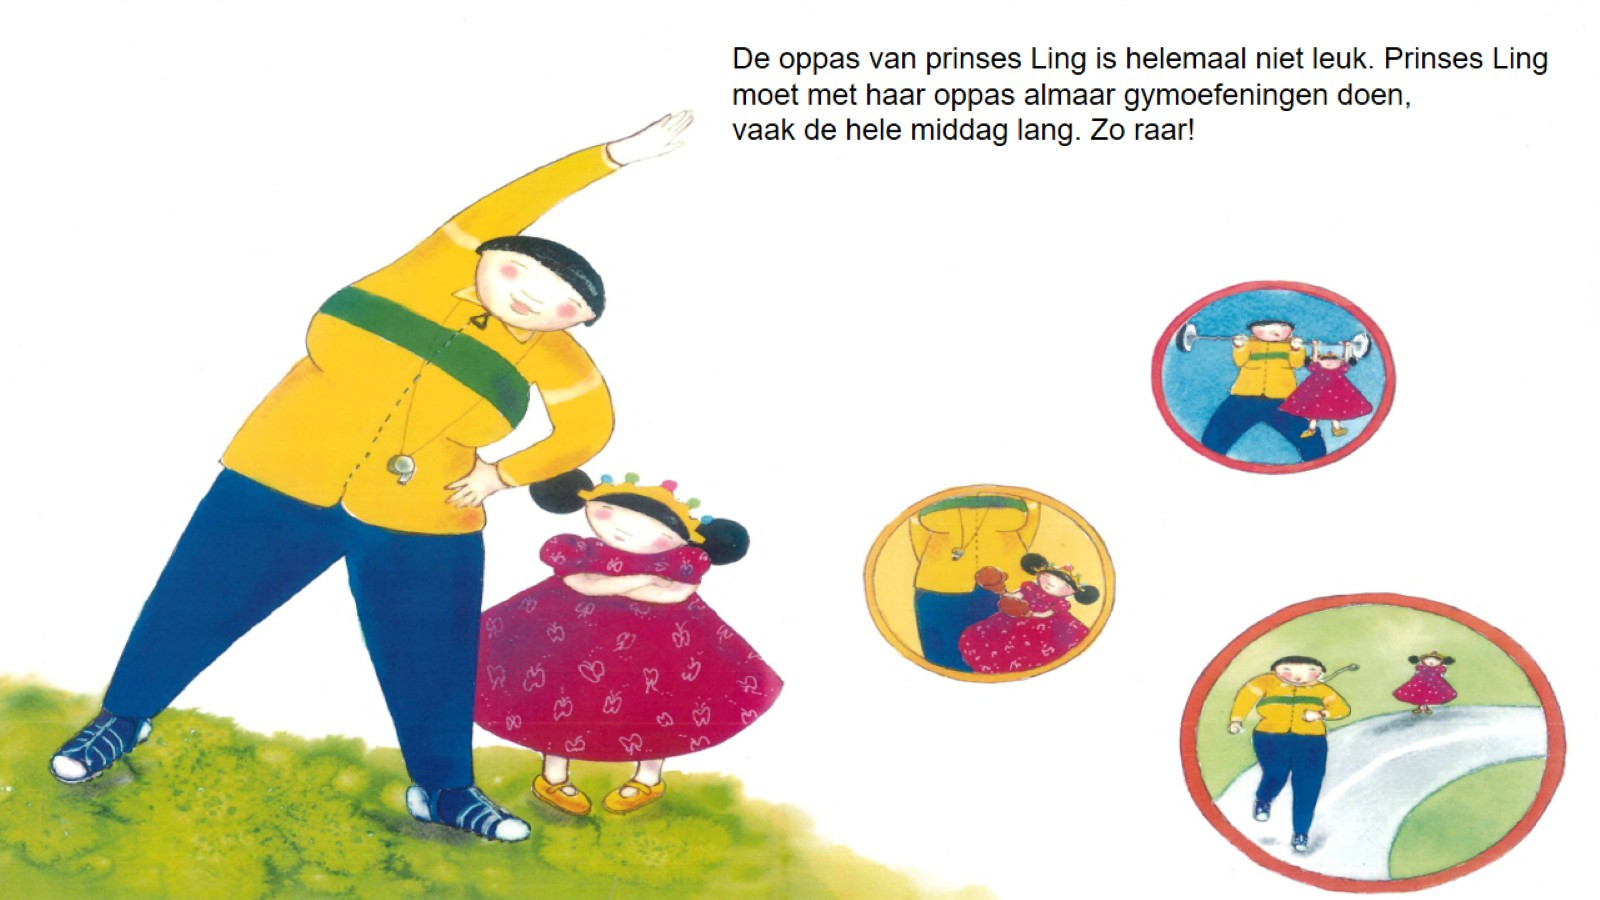 De oppas van prinses Ling is helemaal niet leuk. Prinses Ling
moet met haar oppas almaar gymoefeningen doen,
vaak de hele middag lang. Zo raar!